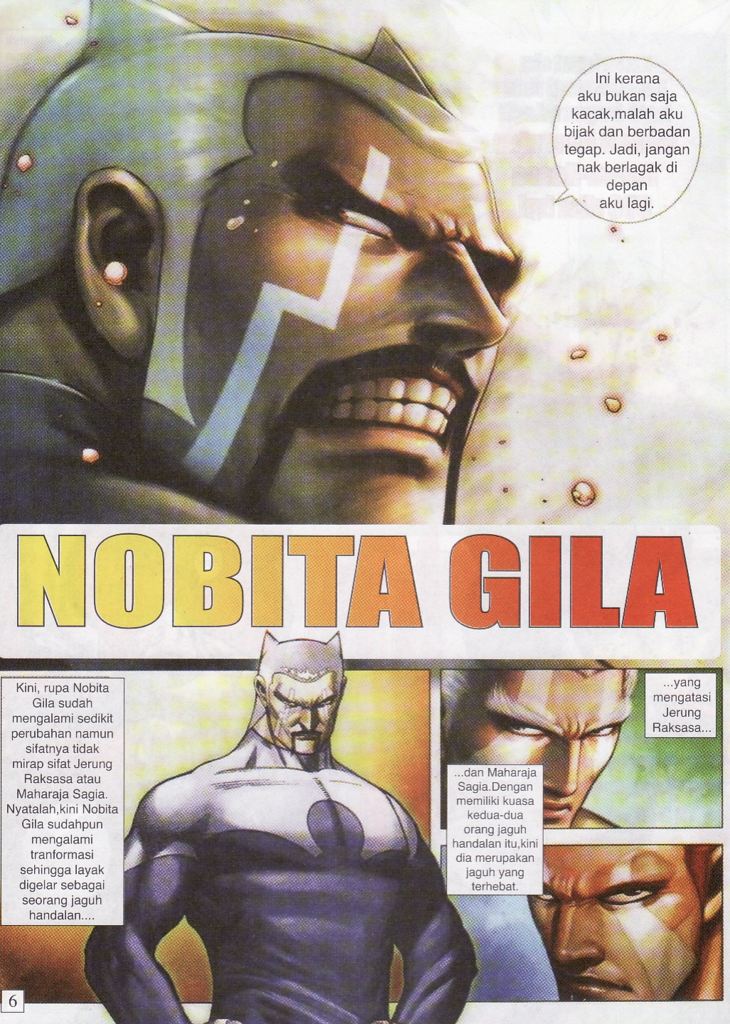 Ini kerana
aku bukan saja
kacak,malah aku
bijak dan berbadan
tegap. Jadi, jangan
nak berlagak di
depan
aku lagi.
NOBITA GILA
Kini, rupa Nobita
Gila sudah
mengalami sedikit
perubahan namun
sifatnya tidak
mirap sifat Jerung
Raksasa atau
Maharaja Sagia.
Nyatalah,kini Nobita
Gila sudahpun
mengalami
tranformasi
sehingga layak
digelar sebagai
seorang jaguh
handalan....
...yang
mengatasi
Jerung
Raksasa...
...dan Maharaja
Sagia.Dengan
memiliki kuasa
kedua-dua
orang jaguh
handalan itu,kini
dia merupakan
jaguh yang
terhebat.
6